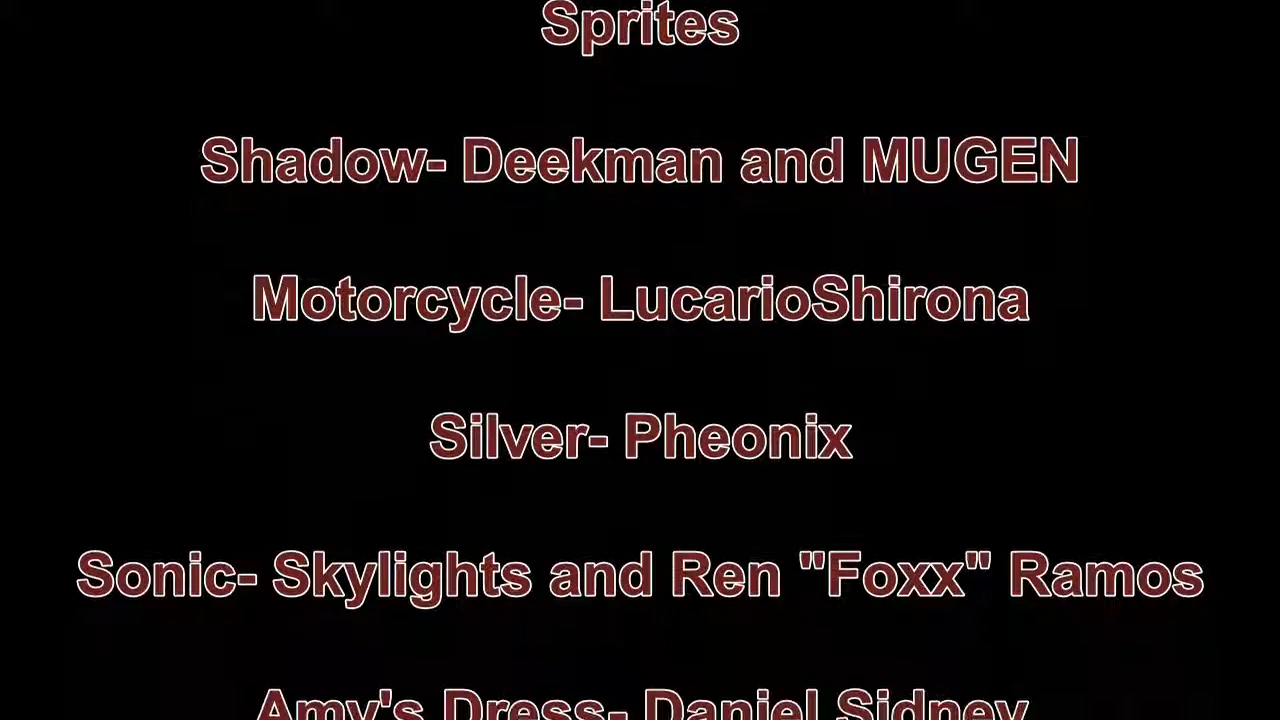 Sprites
Shadow- Deekman and MUGEN
Motorcycle- LucarioShirona
Silver- Pheonix
Sonic- Skylights and Ren "Foxx" Ramos
Amy's Dress- Daniel Sidney